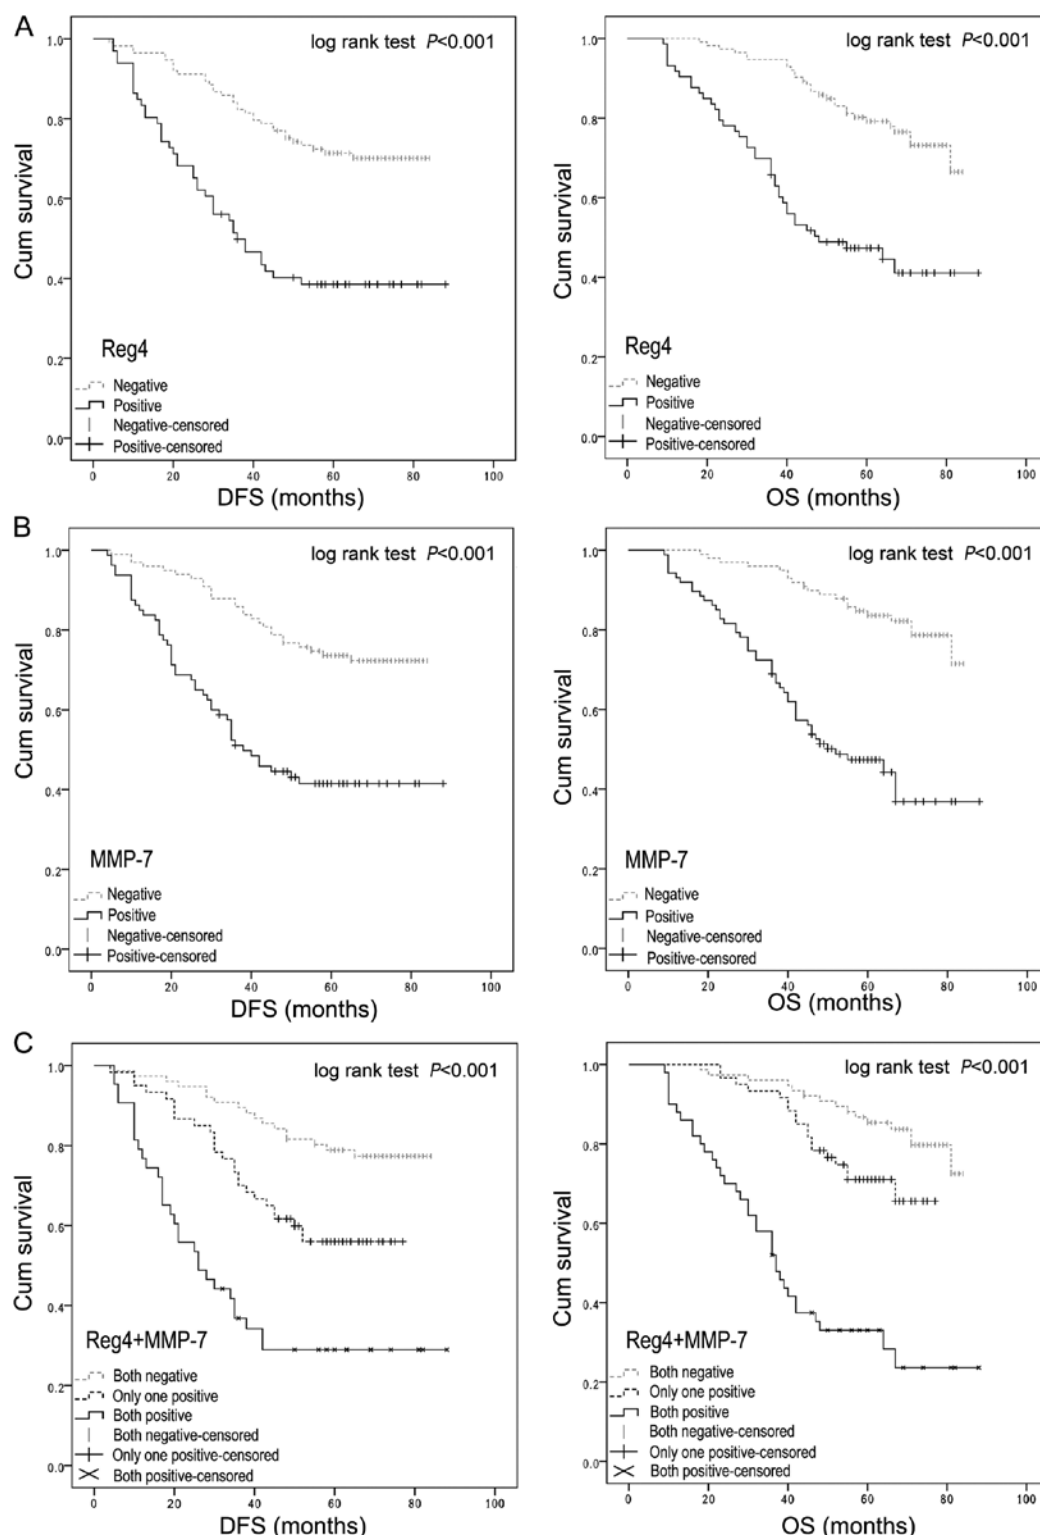 A
log rank test P<0.001
Cum survival
1.0
0.8
0.6
0.4
0.2
0.0
Reg4
Negative
Positive
Negative-censored
Positive-censored
0 20 40 60 80 100
DFS (months)
log rank test P<0.001
Cum survival
1.0
0.8
0.6
0.4
0.2
0.0
Reg4
Negative
Positive
Negative-censored
Positive-censored
0 20 40 60 80 100
OS (months)
B
log rank test P<0.001
Cum survival
1.0
0.8
0.6
0.4
0.2
0.0
MMP-7
Negative
Positive
Negative-censored
Positive-censored
0 20 40 60 80 100
DFS (months)
log rank test P<0.001
Cum survival
1.0
0.8
0.6
0.4
0.2
0.0
MMP-7
Negative
Positive
Negative-censored
Positive-censored
0 20 40 60 80 100
OS (months)
C
log rank test P<0.001
Cum survival
1.0
0.8
0.6
0.4
0.2
0.0
Reg4+MMP-7
Both negative
Only one positive
Both positive
Both negative-censored
Only one positive-censored
Both positive-censored
0 20 40 60 80 100
DFS (months)
log rank test P<0.001
Cum survival
1.0
0.8
0.6
0.4
0.2
0.0
Reg4+MMP-7
Both negative
Only one positive
Both positive
Both negative-censored
Only one positive-censored
Both positive-censored
0 20 40 60 80 100
OS (months)